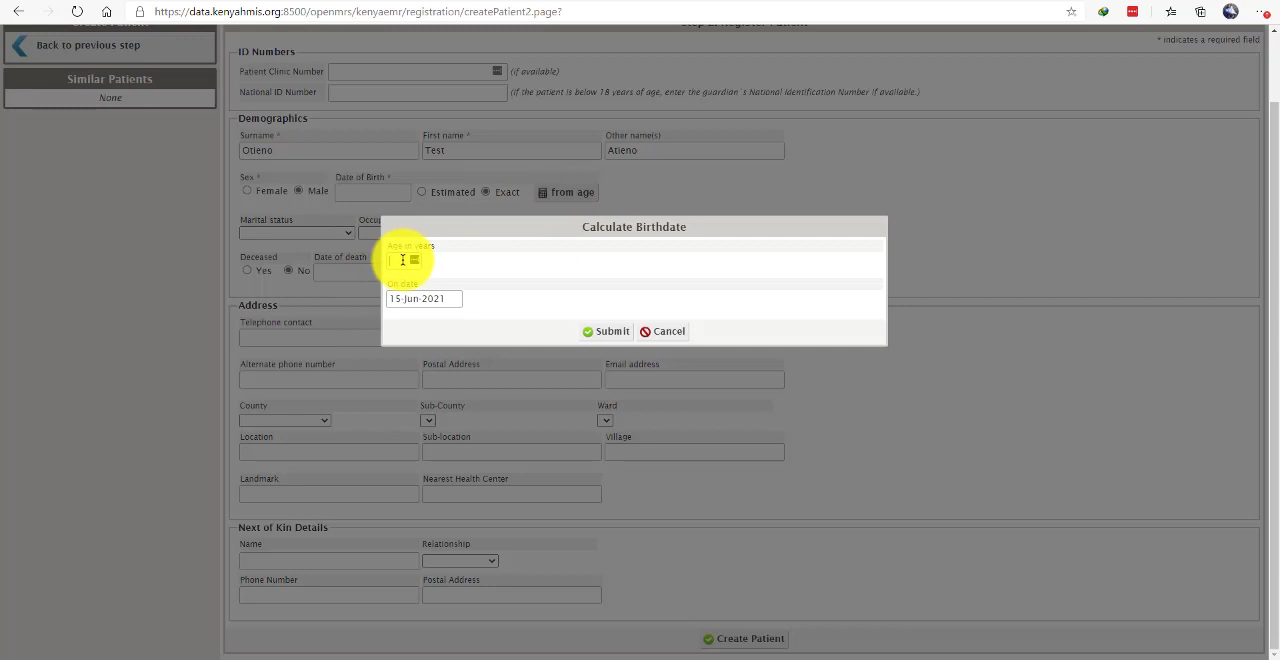 https://data.kenyahmis.org:8500/openmrs/kenyaemr/registration/createPatient2.page?
Back to previous step
* indicates a required field
Similar Patients
None
ID Numbers
Patient Clinic Number
(if available)
National ID Number
(if the patient is below 18 years of age, enter the guardian`s National Identification Number if available.)
Demographics
Surname * First name * Other name(s)
Otieno Test Atieno
Sex * Date of Birth *
Female Male Estimated Exact from age
Marital status
Calculate Birthdate
Age in years
Deceased Date of death
Yes No
On date
15-Jun-2021
Submit Cancel
Address
Telephone contact
Alternate phone number Postal Address Email address
County Sub-County Ward
Location Sub-location Village
Landmark Nearest Health Center
Next of Kin Details
Name Relationship
Phone Number Postal Address
Create Patient